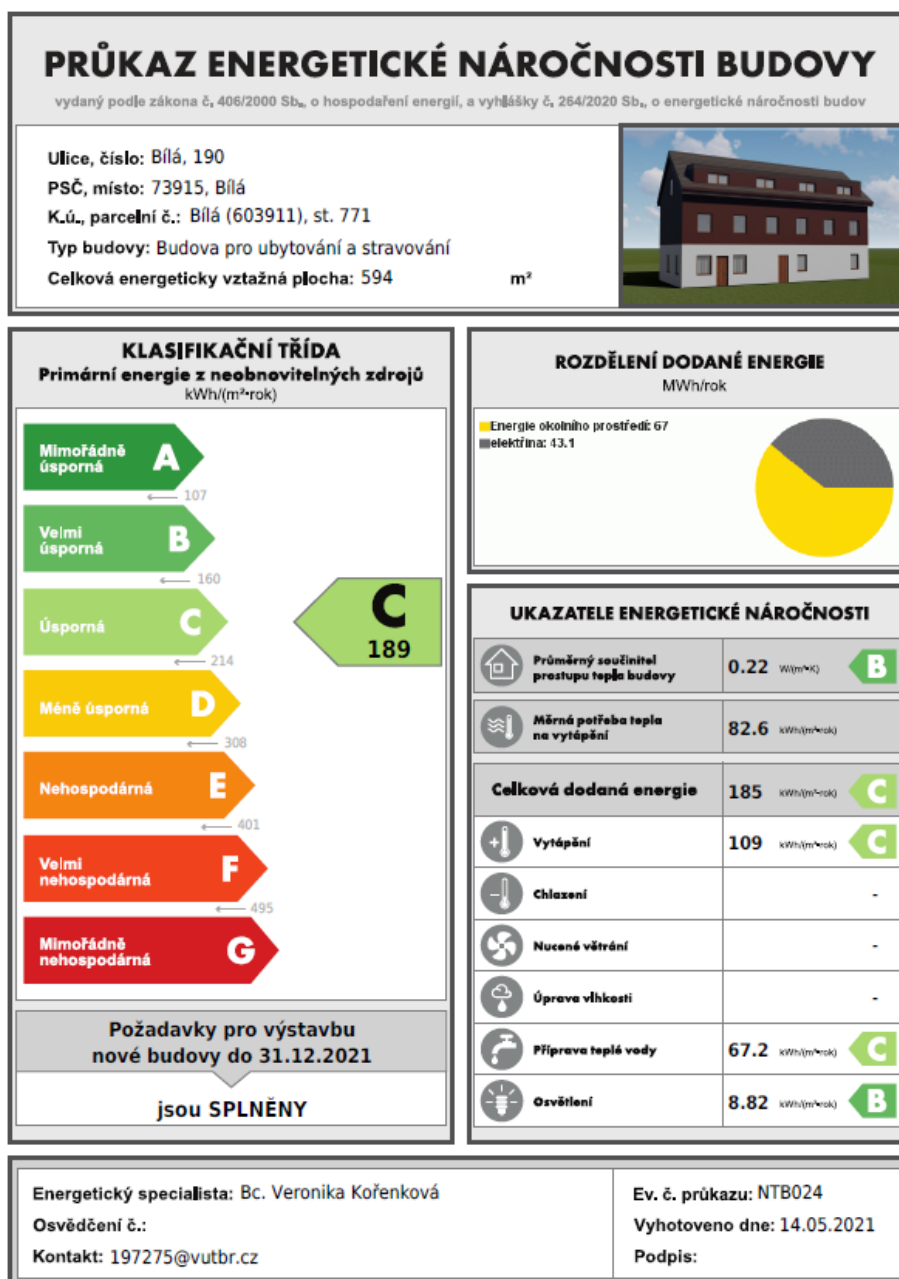 PRŮKAZ ENERGETICKÉ NÁROČNOSTI BUDOVY
vydaný podle zákona č. 406/2000 Sb., o hospodaření energií, a vyhlášky č. 264/2020 Sb., o energetické náročnosti budov
Ulice, číslo: Bílá, 190
PSČ, místo: 73915, Bílá
K.ú., parcelní č.: Bílá (603911), st. 771
Typ budovy: Budova pro ubytování a stravování
Celková energeticky vztažná plocha: 594 m²
KLASIFIKAČNÍ TŘÍDA
Primární energie z neobnovitelných zdrojů
kWh/(m²•rok)
Mimořádně
úsporná A
107
Velmi
úsporná B
160
Úsporná C
C
189
214
Méně úsporná D
308
Nehospodárná E
401
Velmi
nehospodárná F
495
Mimořádně
nehospodárná G
Požadavky pro výstavbu
nové budovy do 31.12.2021
jsou SPLNĚNY
ROZDĚLENÍ DODANÉ ENERGIE
MWh/rok
Energie okolního prostředí: 67
elektřina: 43.1
UKAZATELE ENERGETICKÉ NÁROČNOSTI
Průměrný součinitel
prostupu tepla budovy 0.22 W/(m²•K) B
Měrná potřeba tepla
na vytápění 82.6 kWh/(m²•rok)
Celková dodaná energie 185 kWh/(m²•rok) C
Vytápění 109 kWh/(m²•rok) C
Chlazení -
Nucené větrání -
Úprava vlhkosti -
Příprava teplé vody 67.2 kWh/(m²•rok) C
Osvětlení 8.82 kWh/(m²•rok) B
Energetický specialista: Bc. Veronika Kořenková
Osvědčení č.:
Kontakt: 197275@vutbr.cz
Ev. č. průkazu: NTB024
Vyhotoveno dne: 14.05.2021
Podpis: